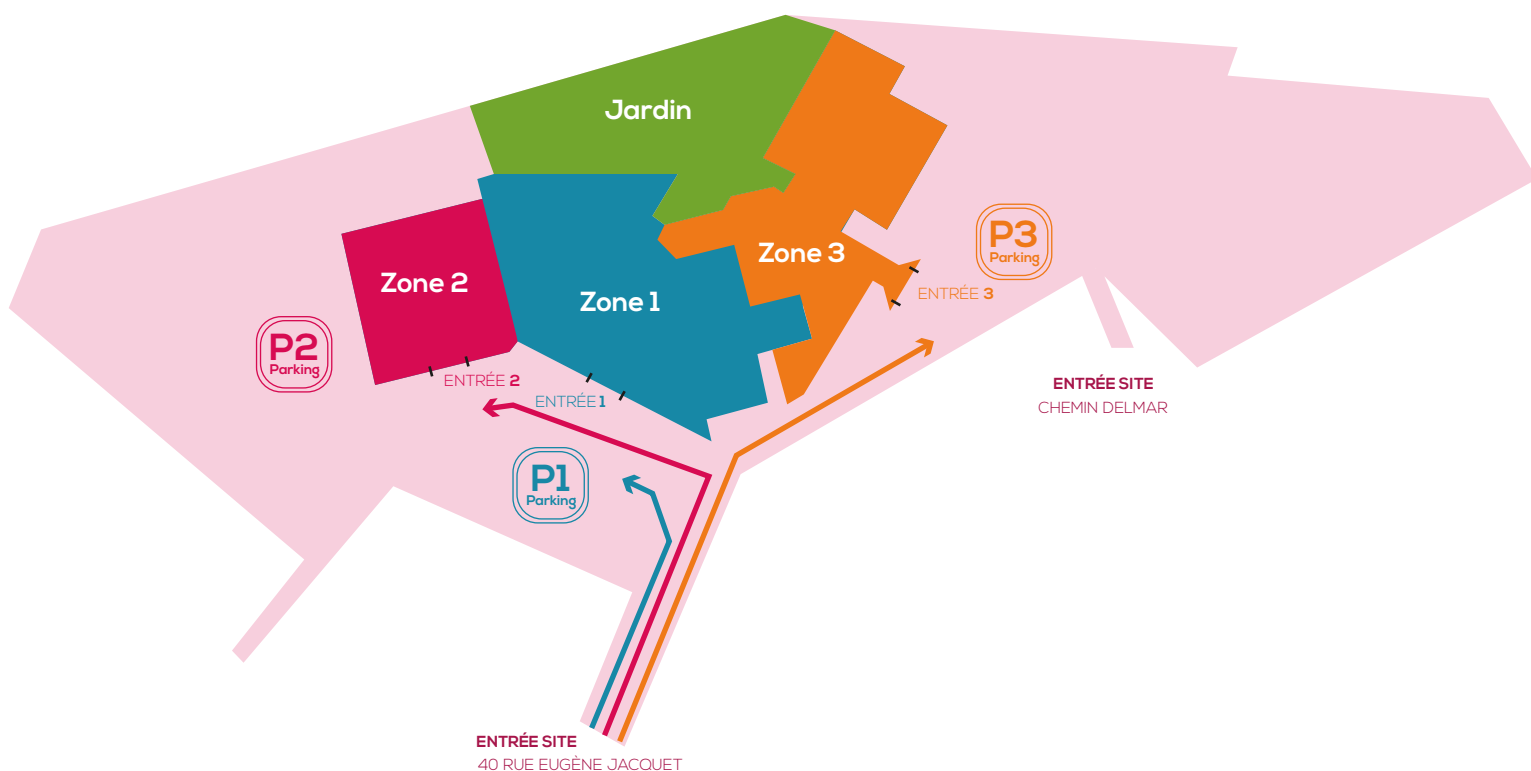 Jardin
Zone 3
P3
Parking
Zone 2
Zone 1
ENTRÉE 3
P2
Parking
ENTRÉE 2
ENTRÉE 1
ENTRÉE SITE
CHEMIN DELMAR
P1
Parking
ENTRÉE SITE
40 RUE EUGÈNE JACQUET